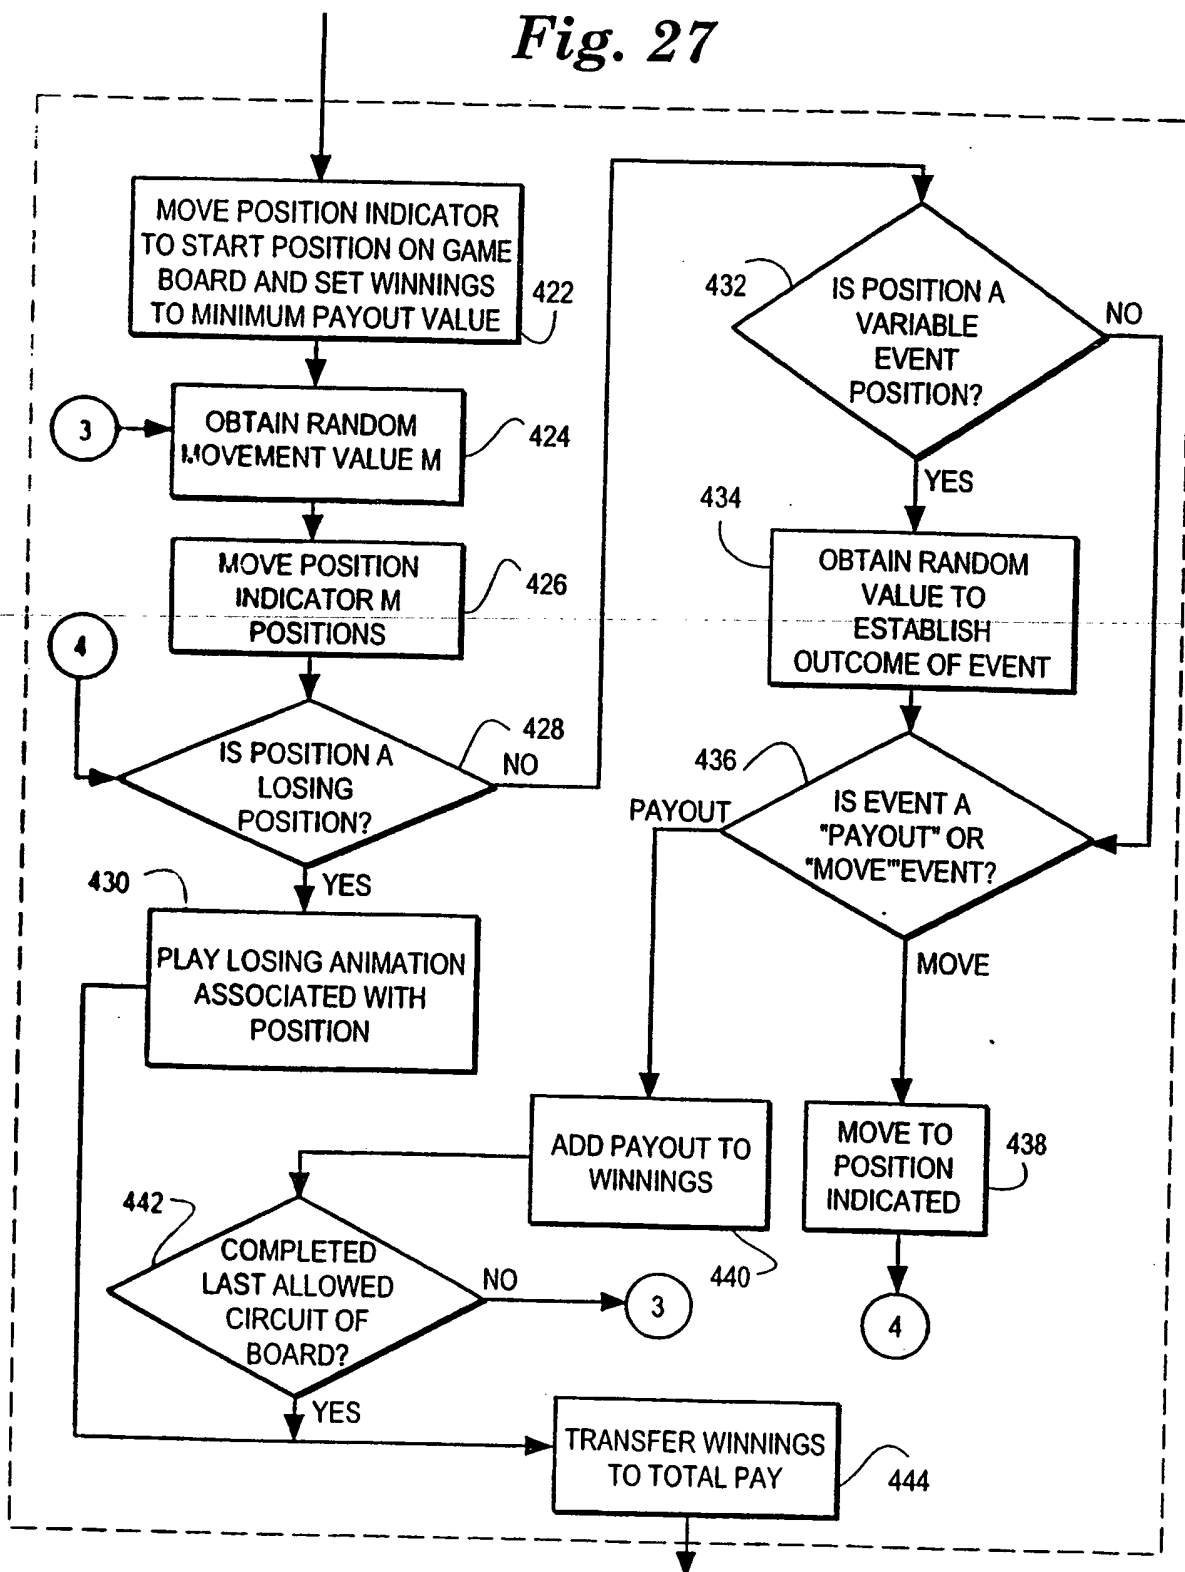 Fig. 27
MOVE POSITION INDICATOR
TO START POSITION ON GAME
BOARD AND SET WINNINGS
TO MINIMUM PAYOUT VALUE
422
3
OBTAIN RANDOM
MOVEMENT VALUE M
424
MOVE POSITION
INDICATOR M
POSITIONS
426
4
IS POSITION A
LOSING
POSITION?
428
NO
YES
430
PLAY LOSING ANIMATION
ASSOCIATED WITH
POSITION
432
IS POSITION A
VARIABLE
EVENT
POSITION?
NO
YES
434
OBTAIN RANDOM
VALUE TO
ESTABLISH
OUTCOME OF EVENT
436
IS EVENT A
"PAYOUT" OR
"MOVE'"EVENT?
PAYOUT
MOVE
MOVE TO
POSITION
INDICATED
438
4
ADD PAYOUT TO
WINNINGS
440
442
COMPLETED
LAST ALLOWED
CIRCUIT OF
BOARD?
NO
3
YES
TRANSFER WINNINGS
TO TOTAL PAY
444